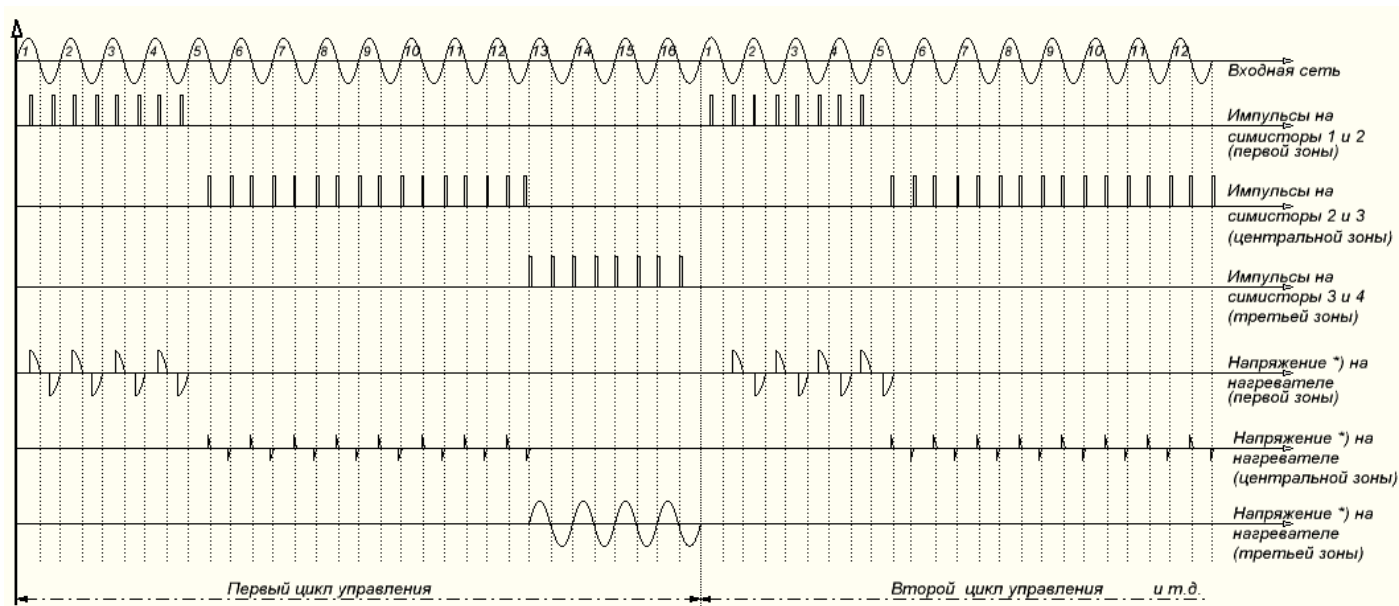 1 2 3 4 5 6 7 8 9 10 11 12 13 14 15 16 1 2 3 4 5 6 7 8 9 10 11 12
Входная сеть
Импульсы на
симисторы 1 и 2
(первой зоны)
Импульсы на
симисторы 2 и 3
(центральной зоны)
Импульсы на
симисторы 3 и 4
(третьей зоны)
Напряжение *) на
нагревателе
(первой зоны)
Напряжение *) на
нагревателе
(центральной зоны)
Напряжение *) на
нагревателе
(третьей зоны)
Первый цикл управления
Второй цикл управления и т.д.